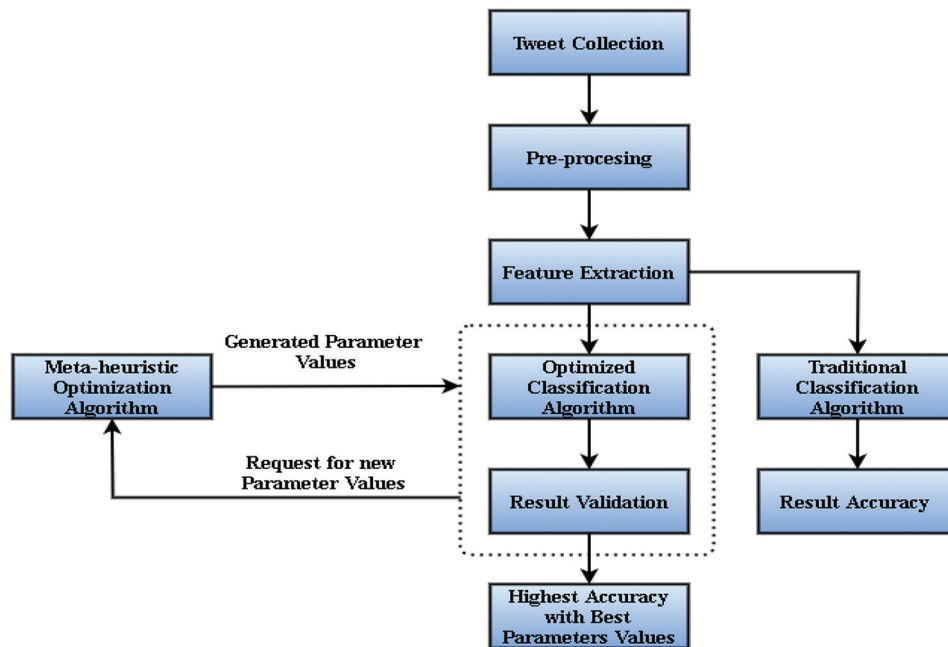 Tweet Collection
Pre-procesing
Feature Extraction
Generated Parameter
Values
Meta-heuristic
Optimization
Algorithm
Optimized
Classification
Algorithm
Traditional
Classification
Algorithm
Request for new
Parameter Values
Result Validation
Result Accuracy
Highest Accuracy
with Best
Parameters Values